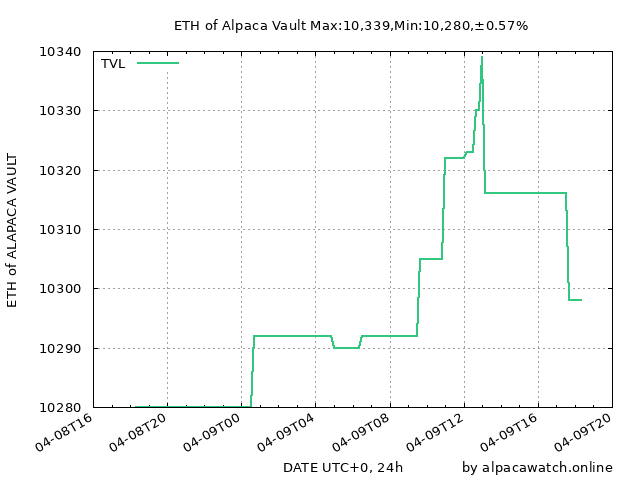 ETH of Alpaca Vault Max:10,339,Min:10,280,±0.57%
TVL
ETH of ALAPACA VAULT
10340
10330
10320
10310
10300
10290
10280
04-08T16
04-08T20
04-09T00
04-09T04
04-09T08
04-09T12
04-09T16
04-09T20
DATE UTC+0, 24h
by alpacawatch.online